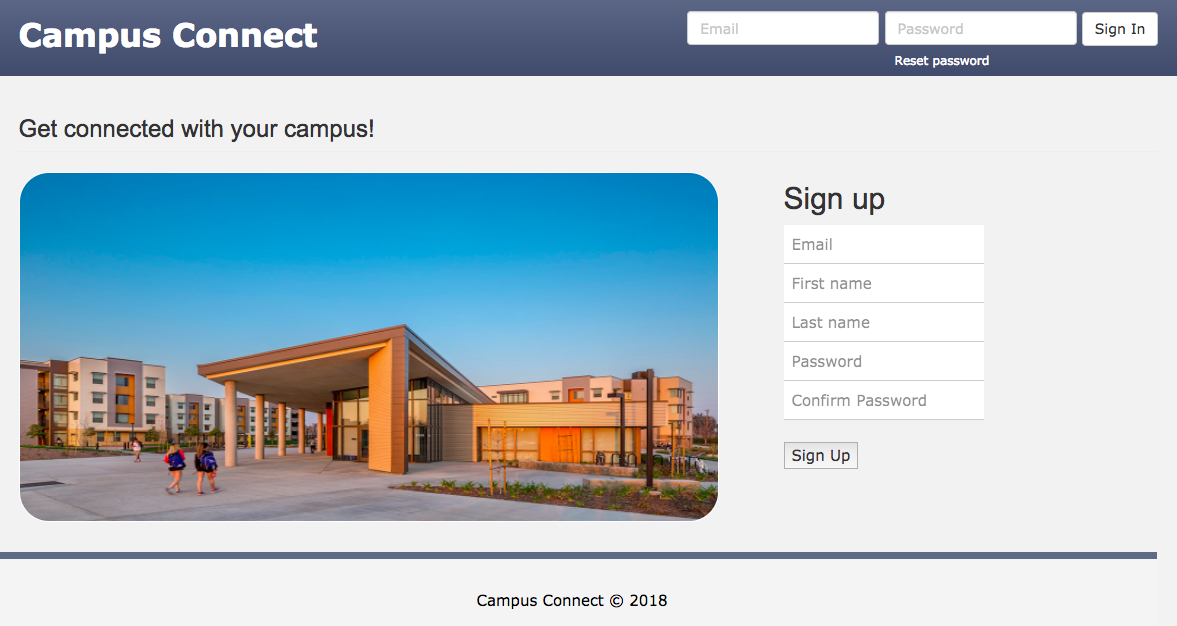 Campus Connect
Email
Password
Sign In
Reset password
Get connected with your campus!
Sign up
Email
First name
Last name
Password
Confirm Password
Sign Up
Campus Connect © 2018